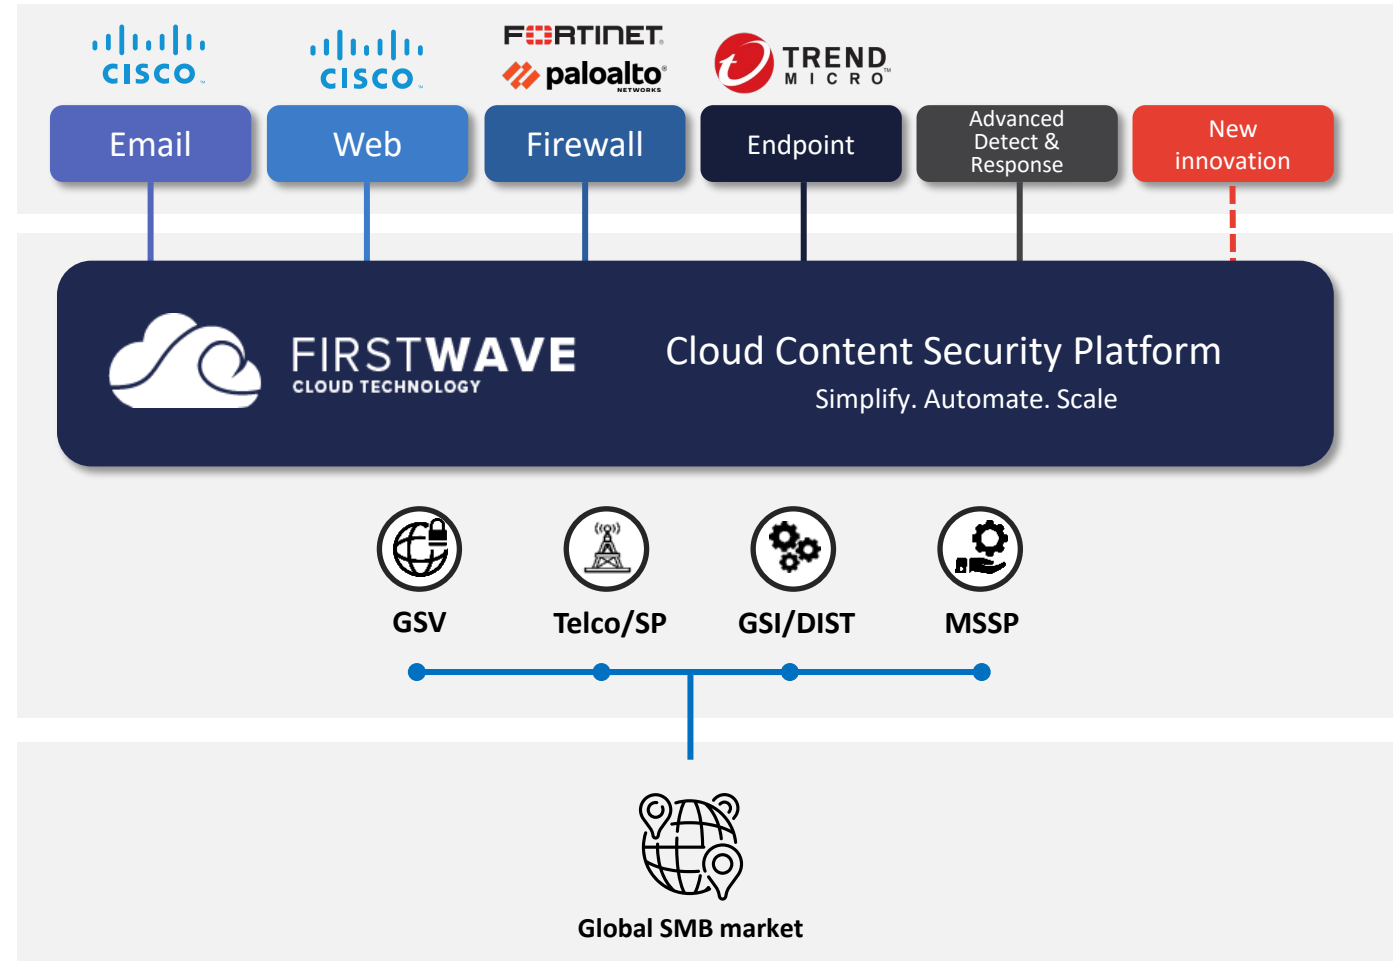 CISCO
CISCO
FORTINET
paloalto
NETWORKS
TREND
MICRO
Email
Web
Firewall
Endpoint
Advanced
Detect &
Response
New
innovation
FIRSTWAVE
CLOUD TECHNOLOGY
Cloud Content Security Platform
Simplify. Automate. Scale
GSV
Telco/SP
GSI/DIST
MSSP
Global SMB market